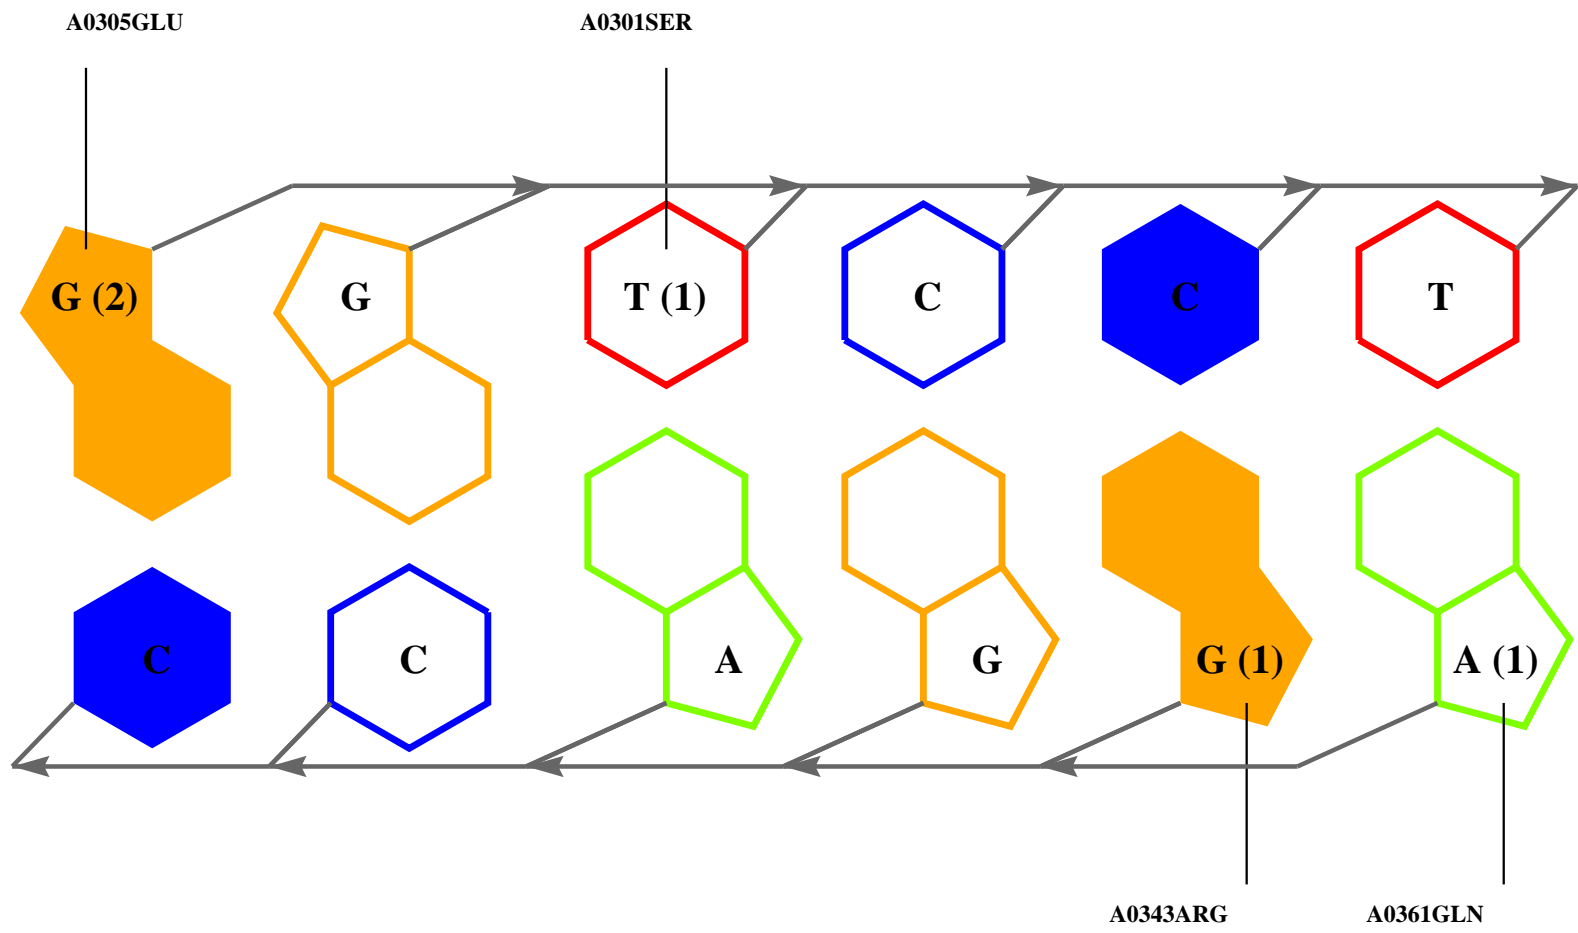 A0305GLU A0301SER
G (2) G T (1) C C T
C C A G G (1) A (1)
A0343ARG A0361GLN